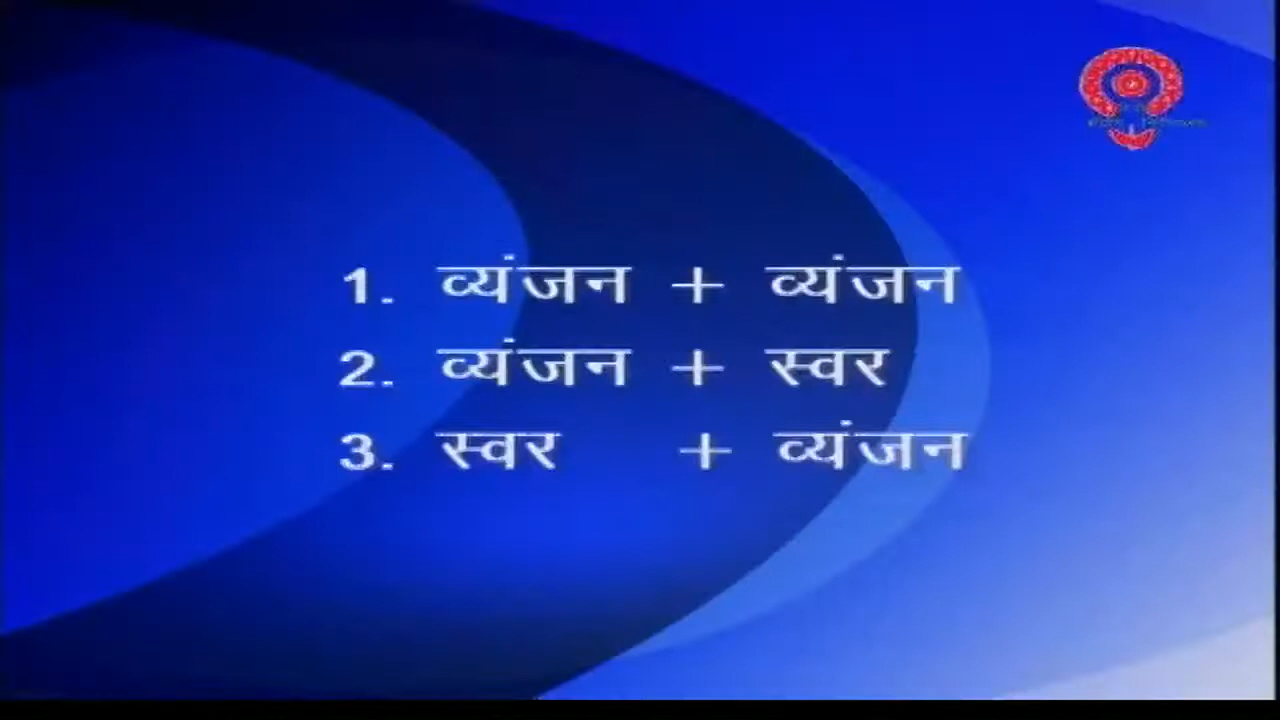 1. व्यंजन + व्यंजन
2. व्यंजन + स्वर
3. स्वर + व्यंजन